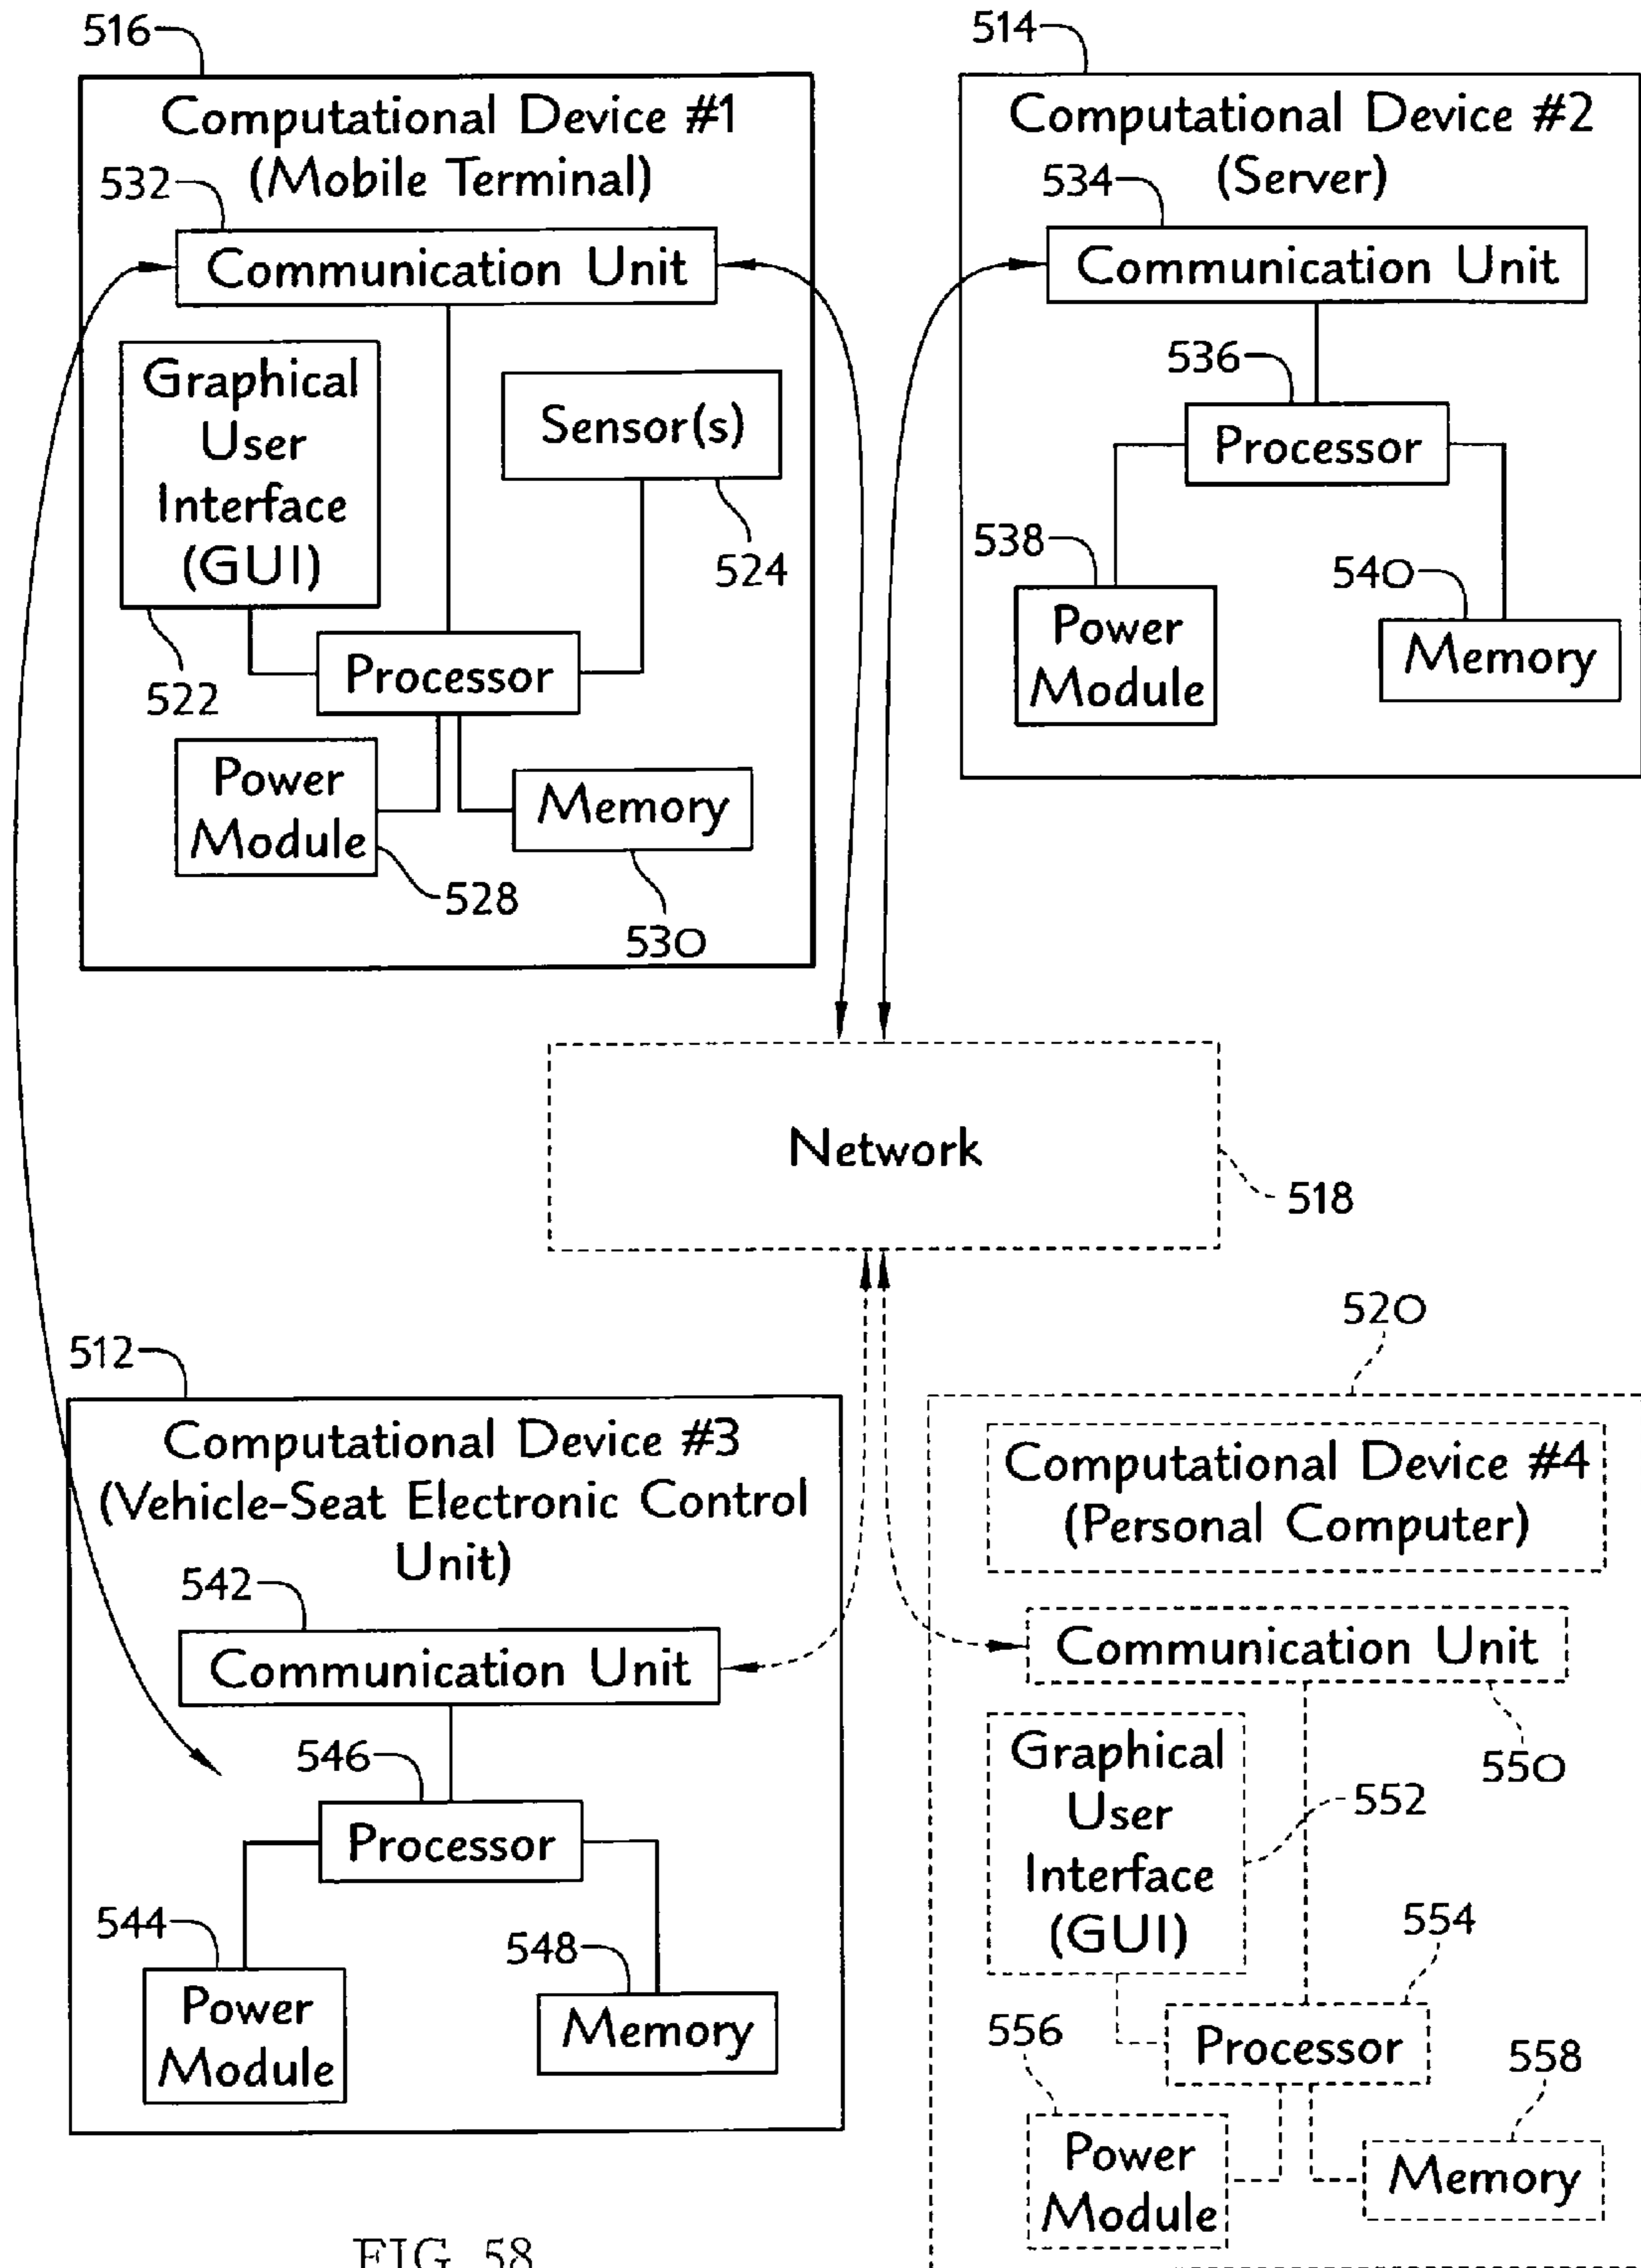 516
Computational Device #1
(Mobile Terminal)
532
Communication Unit
Graphical
User
Interface
(GUI)
522
Sensor(s)
524
Processor
Power
Module
528
Memory
530
514
Computational Device #2
(Server)
534
Communication Unit
536
Processor
538
Power
Module
540
Memory
Network
518
512
Computational Device #3
(Vehicle-Seat Electronic Control
Unit)
542
Communication Unit
546
Processor
544
Power
Module
548
Memory
520
Computational Device #4
(Personal Computer)
Communication Unit
550
Graphical
User
Interface
(GUI)
552
554
Processor
556
Power
Module
558
Memory
FIG. 58